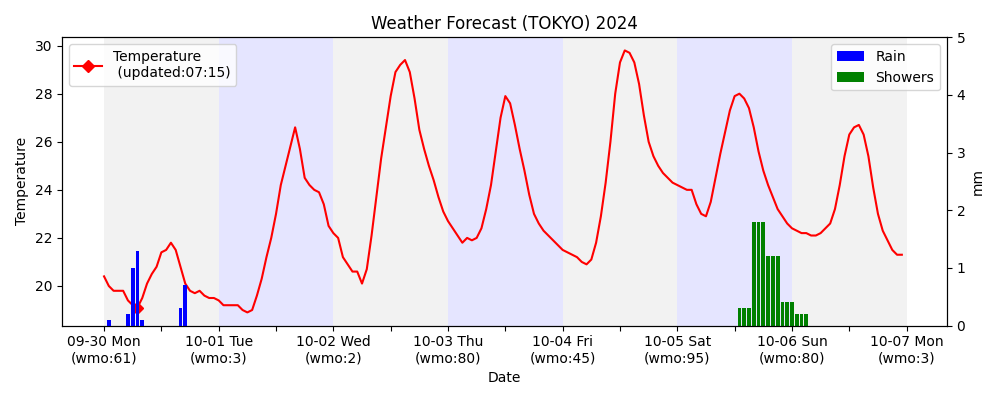 Weather Forecast (TOKYO) 2024
Temperature
(updated:07:15)
Rain
Showers
30
28
26
24
22
20
Temperature
5
4
3
2
1
0
mm
09-30 Mon 10-01 Tue 10-02 Wed 10-03 Thu 10-04 Fri 10-05 Sat 10-06 Sun 10-07 Mon
(wmo:61) (wmo:3) (wmo:2) (wmo:80) (wmo:45) (wmo:95) (wmo:80) (wmo:3)
Date